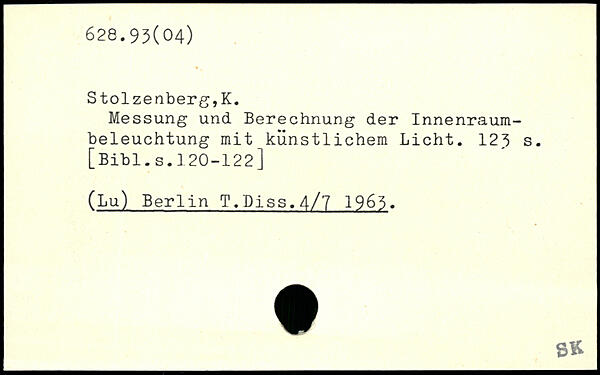 628.93(04)
Stolzenberg,K.
Messung und Berechnung der Innenraum-
beleuchtung mit künstlichem Licht. 123 s.
[Bibl.s.120-122]
(Lu) Berlin T.Diss.4/7 1963.
SK